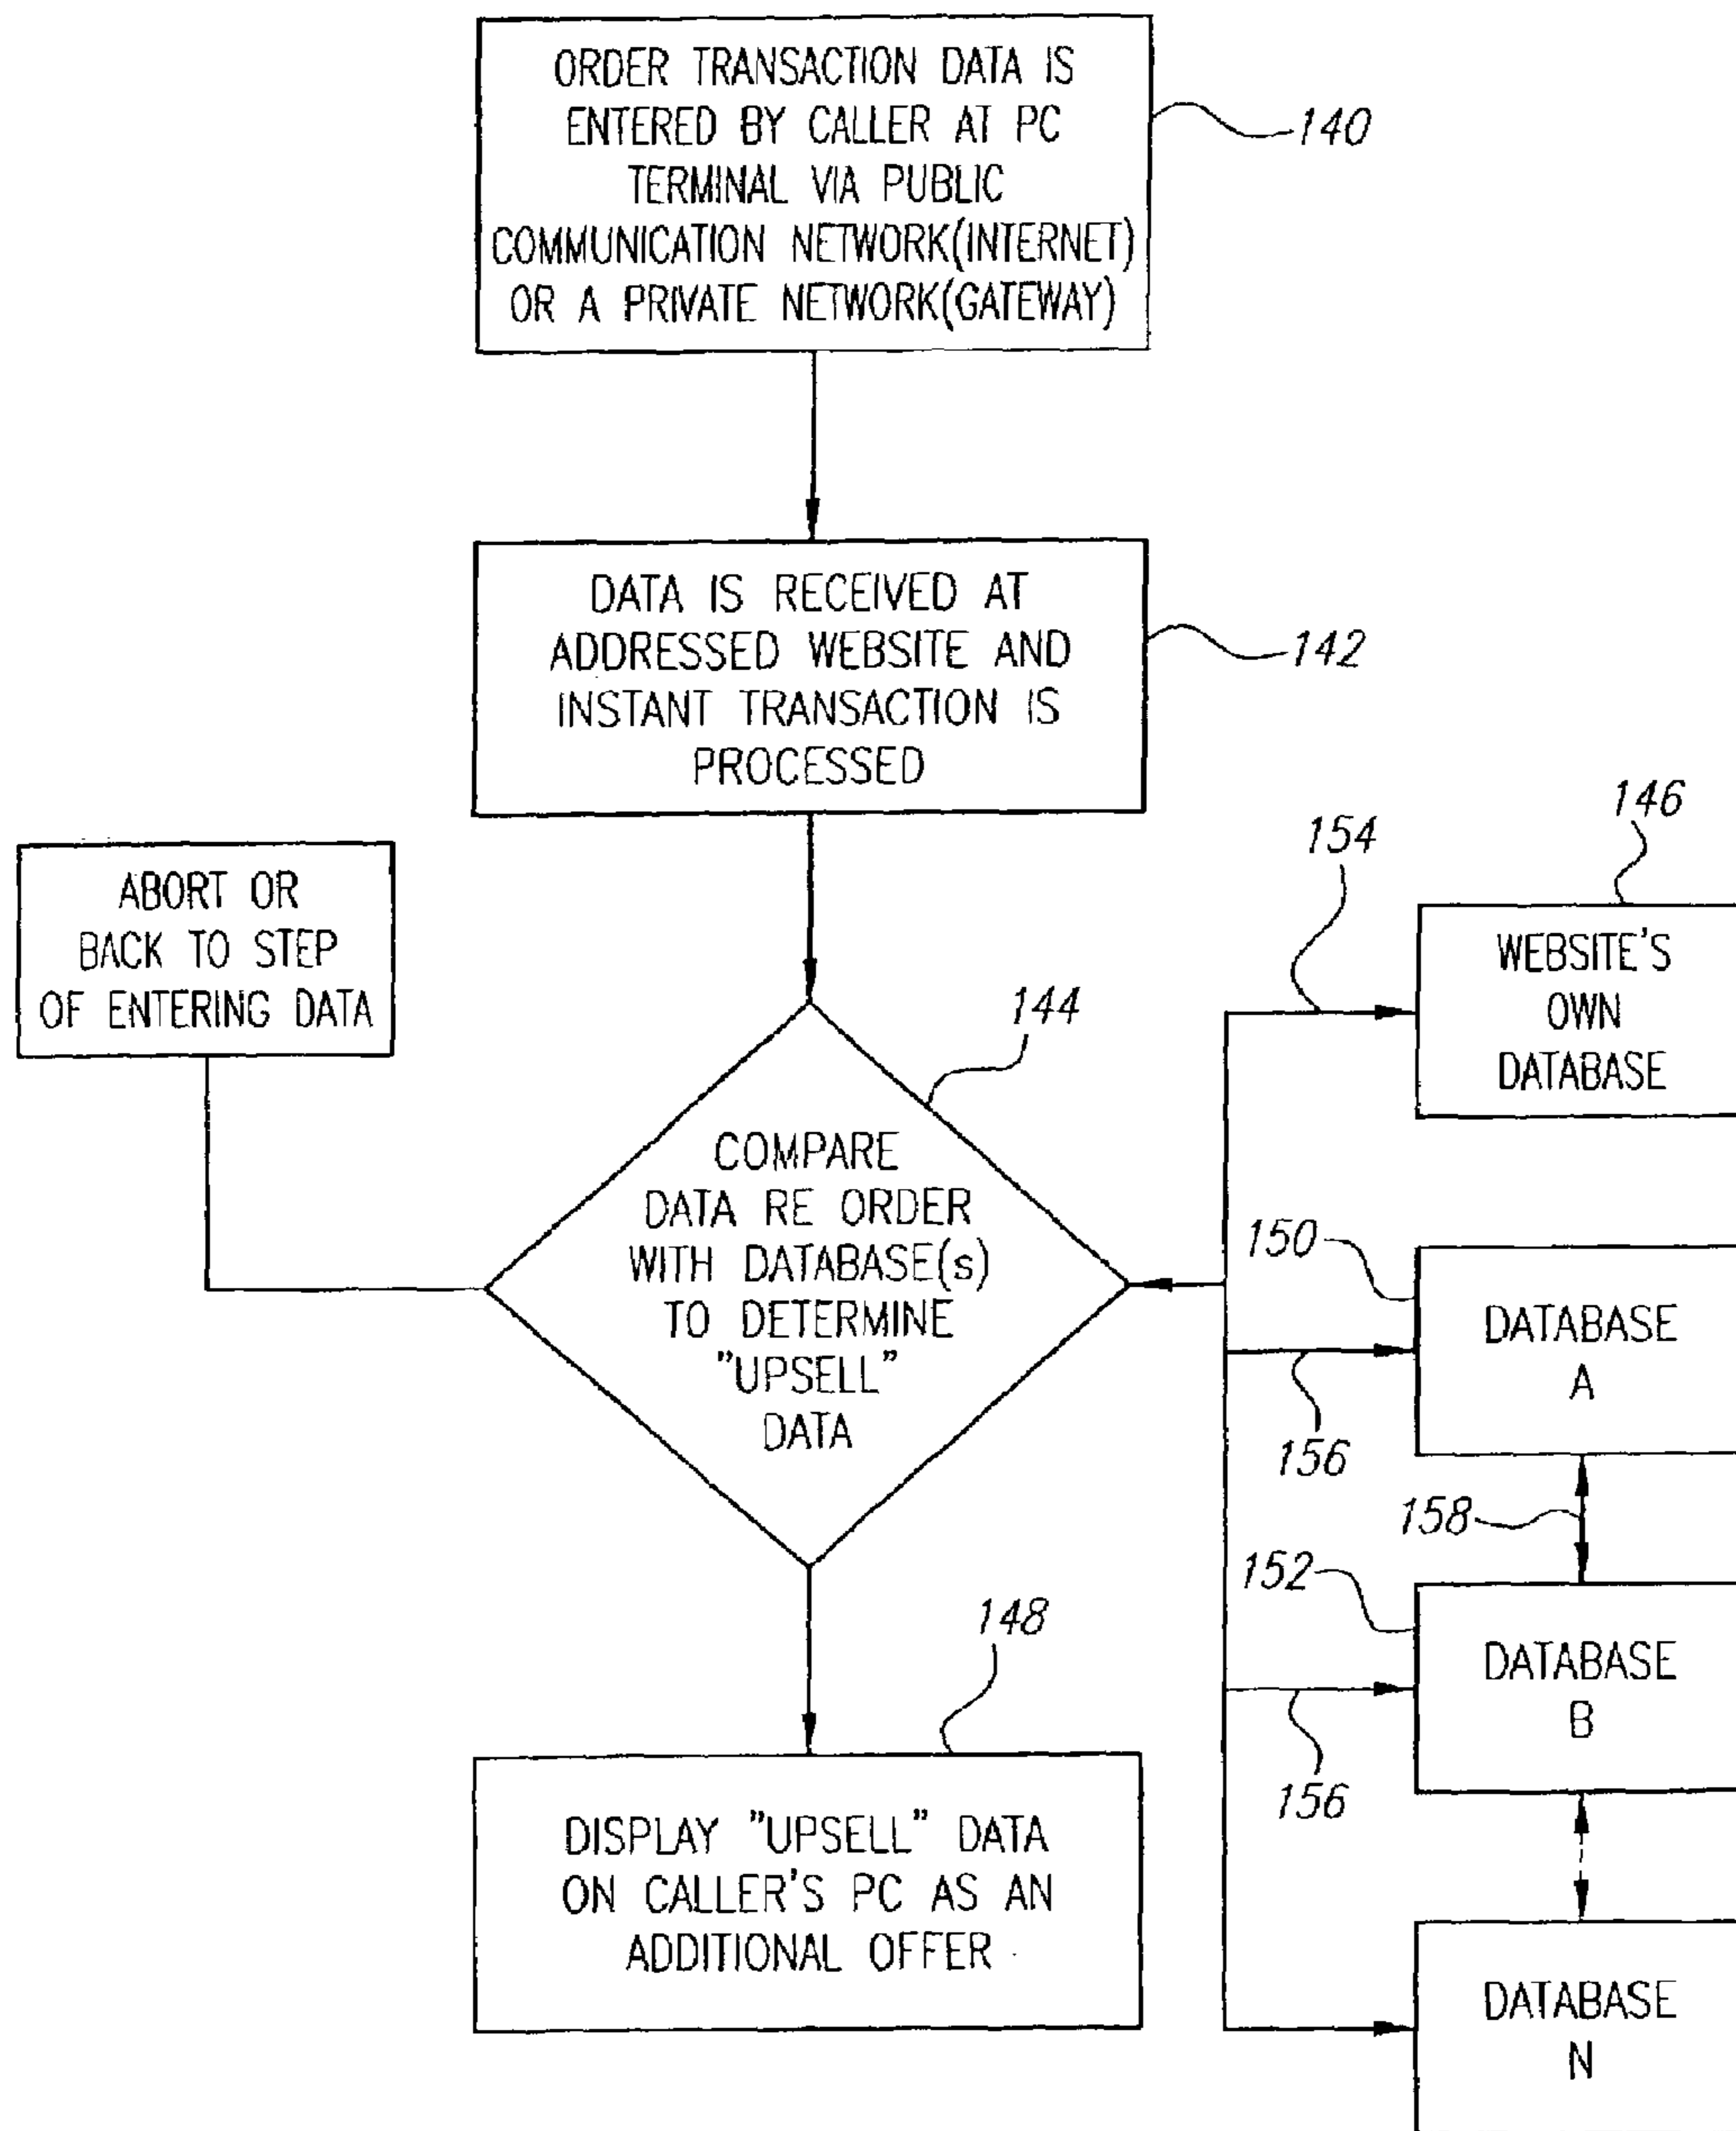 ORDER TRANSACTION DATA IS
ENTERED BY CALLER AT PC
TERMINAL VIA PUBLIC
COMMUNICATION NETWORK(INTERNET)
OR A PRIVATE NETWORK(GATEWAY)
140
DATA IS RECEIVED AT
ADDRESSED WEBSITE AND
INSTANT TRANSACTION IS
PROCESSED
142
ABORT OR
BACK TO STEP
OF ENTERING DATA
144
COMPARE
DATA RE ORDER
WITH DATABASE(s)
TO DETERMINE
"UPSELL"
DATA
154
146
WEBSITE'S
OWN
DATABASE
150
DATABASE
A
156
158
152
DATABASE
B
156
148
DISPLAY "UPSELL" DATA
ON CALLER'S PC AS AN
ADDITIONAL OFFER
DATABASE
N